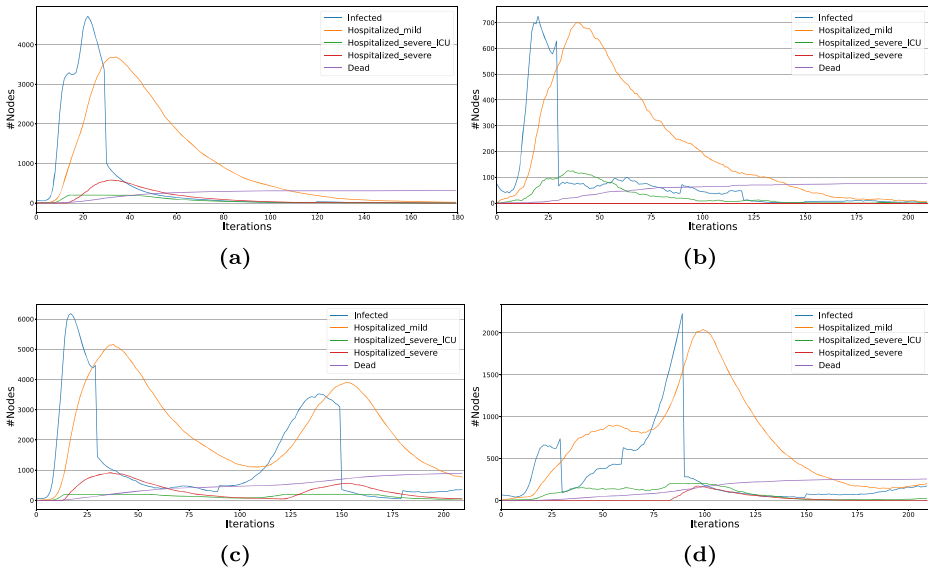 Infected
Hospitalized_mild
Hospitalized_severe_ICU
Hospitalized_severe
Dead
#Nodes
4000
3000
2000
1000
0
0 20 40 60 80 100 120 140 160 180
Iterations
(a)
Infected
Hospitalized_mild
Hospitalized_severe_ICU
Hospitalized_severe
Dead
#Nodes
700
600
500
400
300
200
100
0
0 25 50 75 100 125 150 175 200
Iterations
(b)
Infected
Hospitalized_mild
Hospitalized_severe_ICU
Hospitalized_severe
Dead
#Nodes
6000
5000
4000
3000
2000
1000
0
0 25 50 75 100 125 150 175 200
Iterations
(c)
Infected
Hospitalized_mild
Hospitalized_severe_ICU
Hospitalized_severe
Dead
#Nodes
2000
1500
1000
500
0
0 25 50 75 100 125 150 175 200
Iterations
(d)